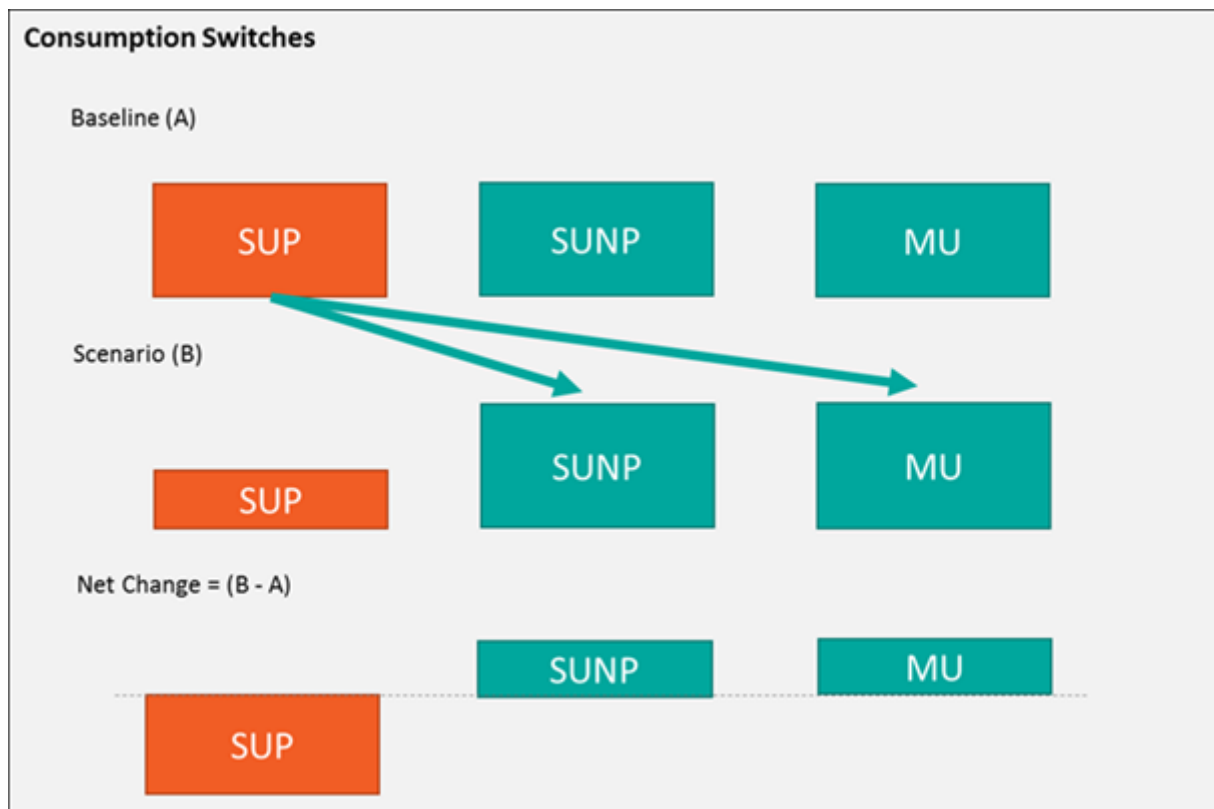 Consumption Switches
Baseline (A)
SUP SUNP MU
Scenario (B)
SUP SUNP MU
Net Change = (B - A)
SUP SUNP MU